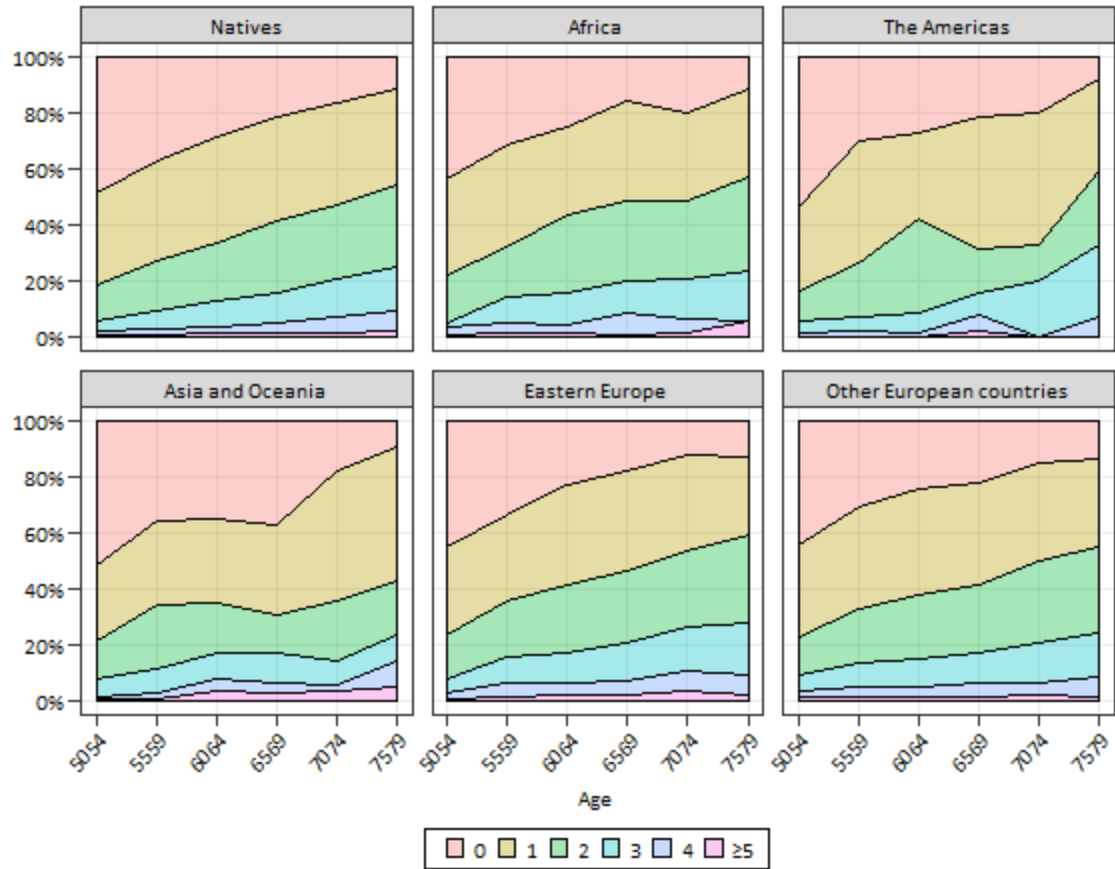 Natives Africa The Americas
100%
80%
60%
40%
20%
0%
Asia and Oceania Eastern Europe Other European countries
100%
80%
60%
40%
20%
0%
5054 5559 6064 6569 7074 7579 5054 5559 6064 6569 7074 7579 5054 5559 6064 6569 7074 7579
Age
0 1 2 3 4 ≥5